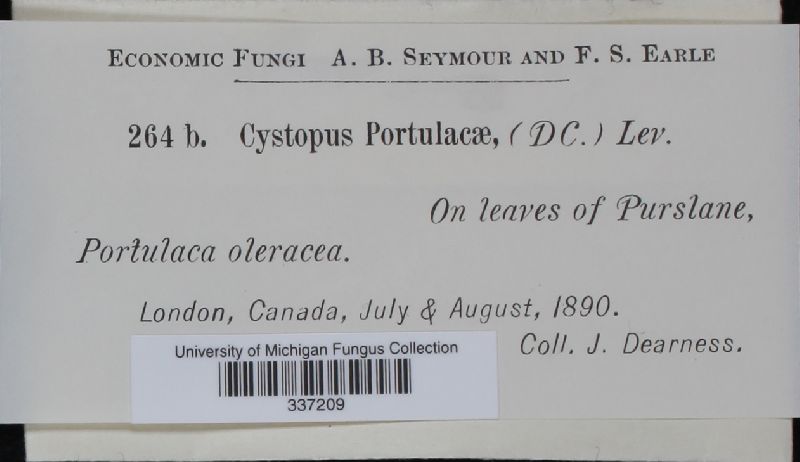 ECONOMIC FUNGI A. B. SEYMOUR AND F. S. EARLE
264 b. Cystopus Portulacæ, (DC.) Lev.
On leaves of Purslane,
Portulaca oleracea.
London, Canada, July & August, 1890.
Coll. J. Dearness.
University of Michigan Fungus Collection
337209